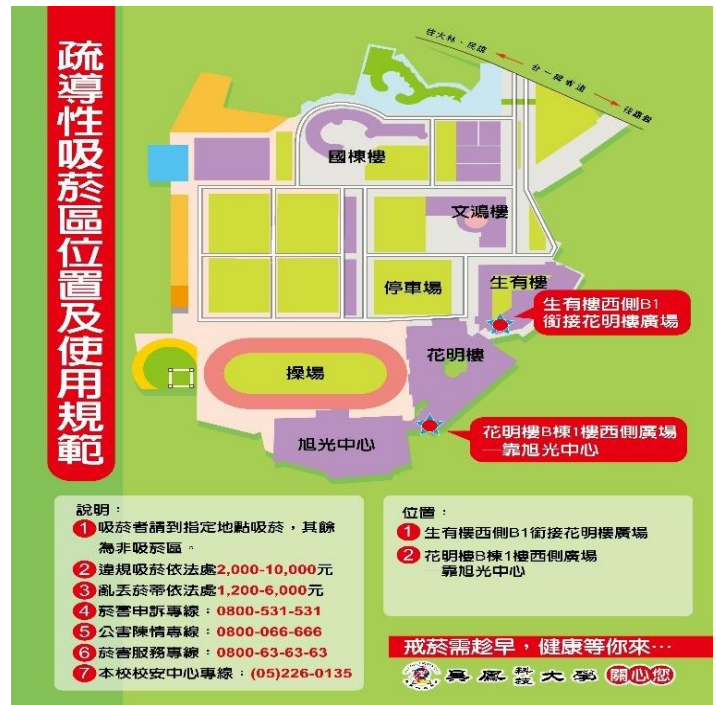 疏導性吸菸區位置及使用規範
往大林、民雄
台一線省道
往嘉義
國棟樓
文鴻樓
停車場
生有樓
生有樓西側B1
銜接花明樓廣場
花明樓
操場
旭光中心
花明樓B棟1樓西側廣場
─靠旭光中心
說明：
1 吸菸者請到指定地點吸菸，其餘
為非吸菸區。
2 違規吸菸依法處2,000-10,000元
3 亂丟菸蒂依法處1,200-6,000元
4 菸害申訴專線：0800-531-531
5 公害陳情專線：0800-066-666
6 菸害服務專線：0800-63-63-63
7 本校校安中心專線：(05)226-0135
位置：
1 生有樓西側B1銜接花明樓廣場
2 花明樓B棟1樓西側廣場
─靠旭光中心
戒菸需趁早，健康等你來…
吳鳳科技大學 關心您